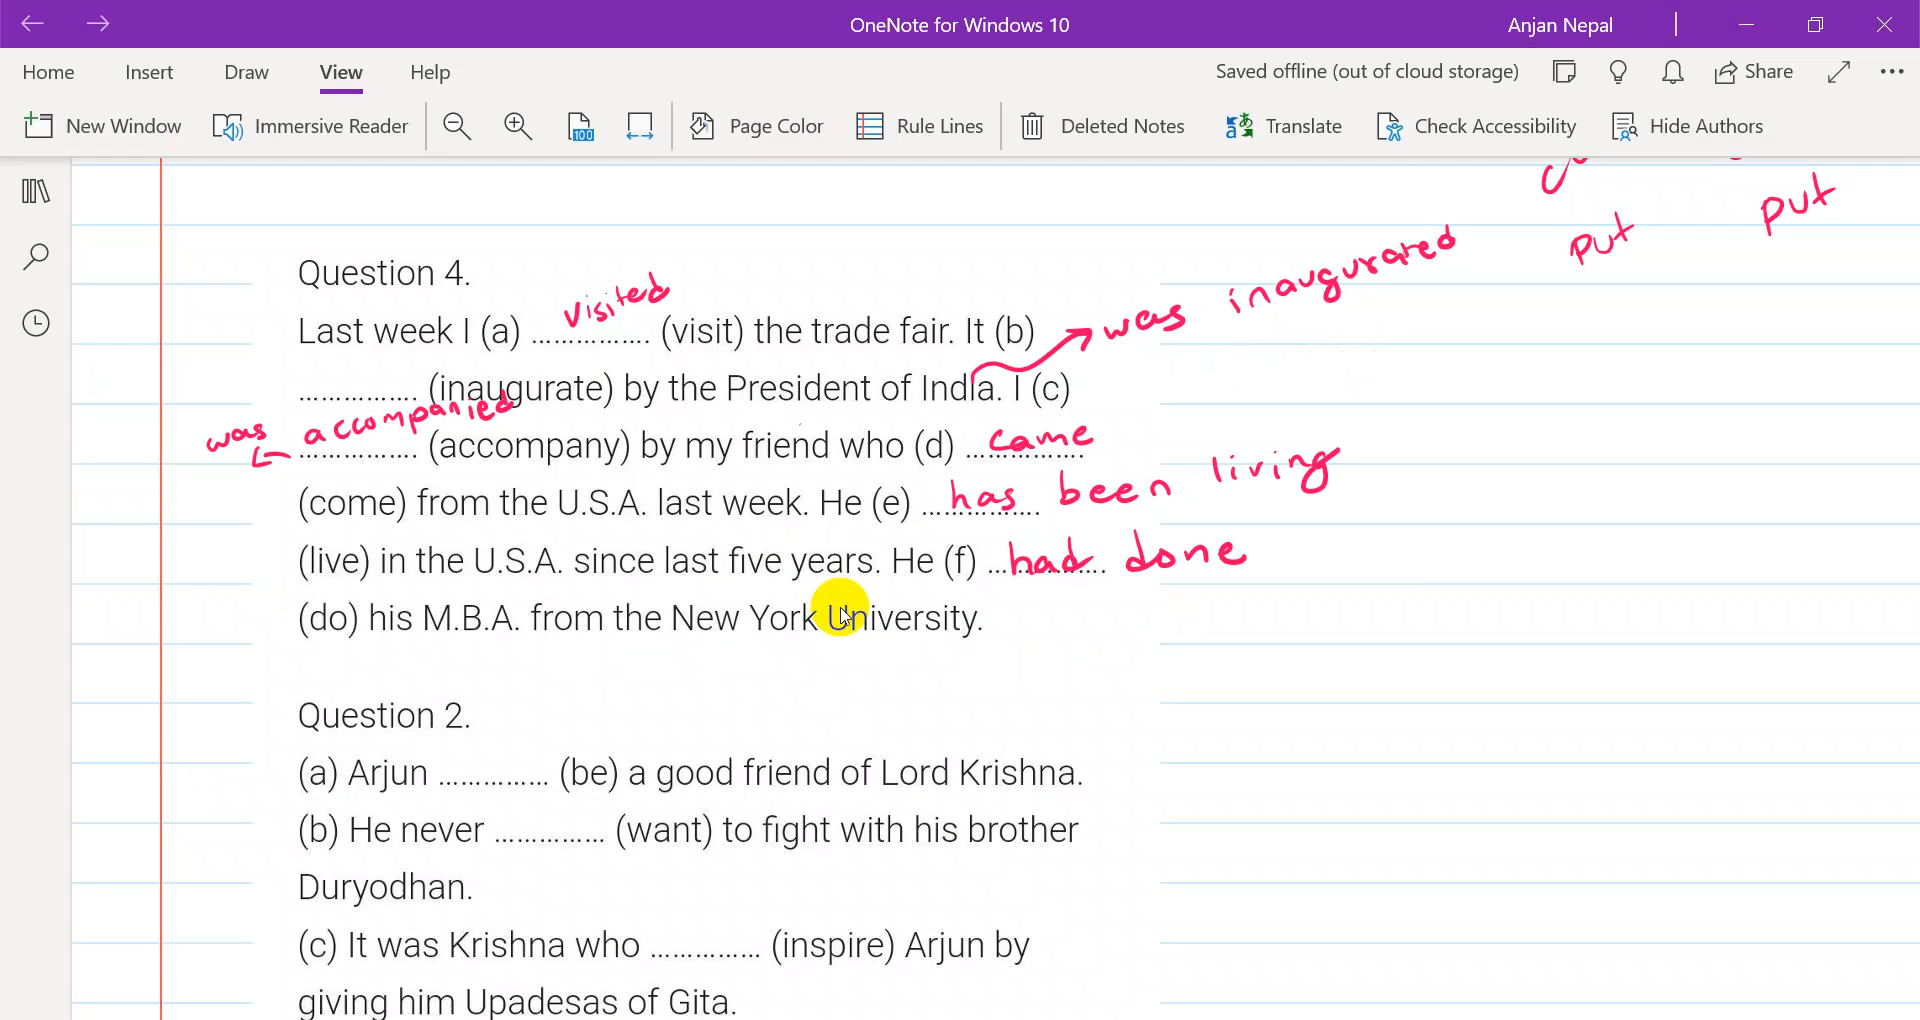 OneNote for Windows 10
Anjan Nepal
Home Insert Draw View Help
Saved offline (out of cloud storage) Share
New Window Immersive Reader 100 Page Color Rule Lines Deleted Notes Translate Check Accessibility Hide Authors
put
put
was inaugurated
Question 4.
visited
Last week I (a) ................ (visit) the trade fair. It (b)
................ (inaugurate) by the President of India. I (c)
was accompanied
................ (accompany) by my friend who (d) ................ came
(come) from the U.S.A. last week. He (e) ................ has been living
(live) in the U.S.A. since last five years. He (f) ................ had done
(do) his M.B.A. from the New York University.
Question 2.
(a) Arjun ............... (be) a good friend of Lord Krishna.
(b) He never ............... (want) to fight with his brother
Duryodhan.
(c) It was Krishna who ............... (inspire) Arjun by
giving him Upadesas of Gita.